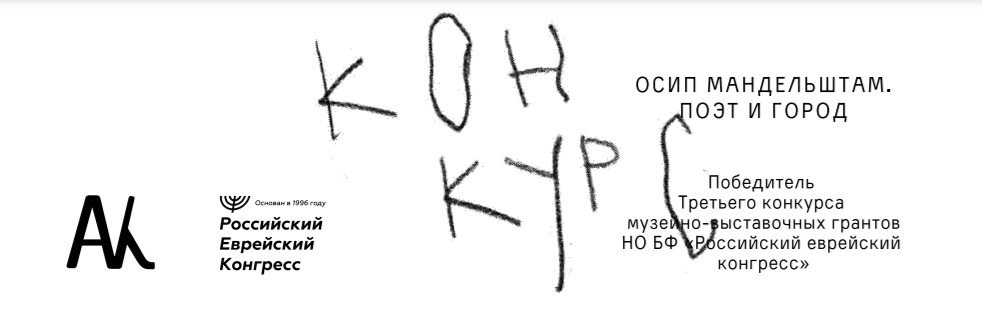 КОН
КУРС
ОСИП МАНДЕЛЬШТАМ.
ПОЭТ И ГОРОД
АК
Основан в 1996 году
Российский
Еврейский
Конгресс
Победитель
Третьего конкурса
музейно-выставочных грантов
НО БФ «Российский еврейский
конгресс»